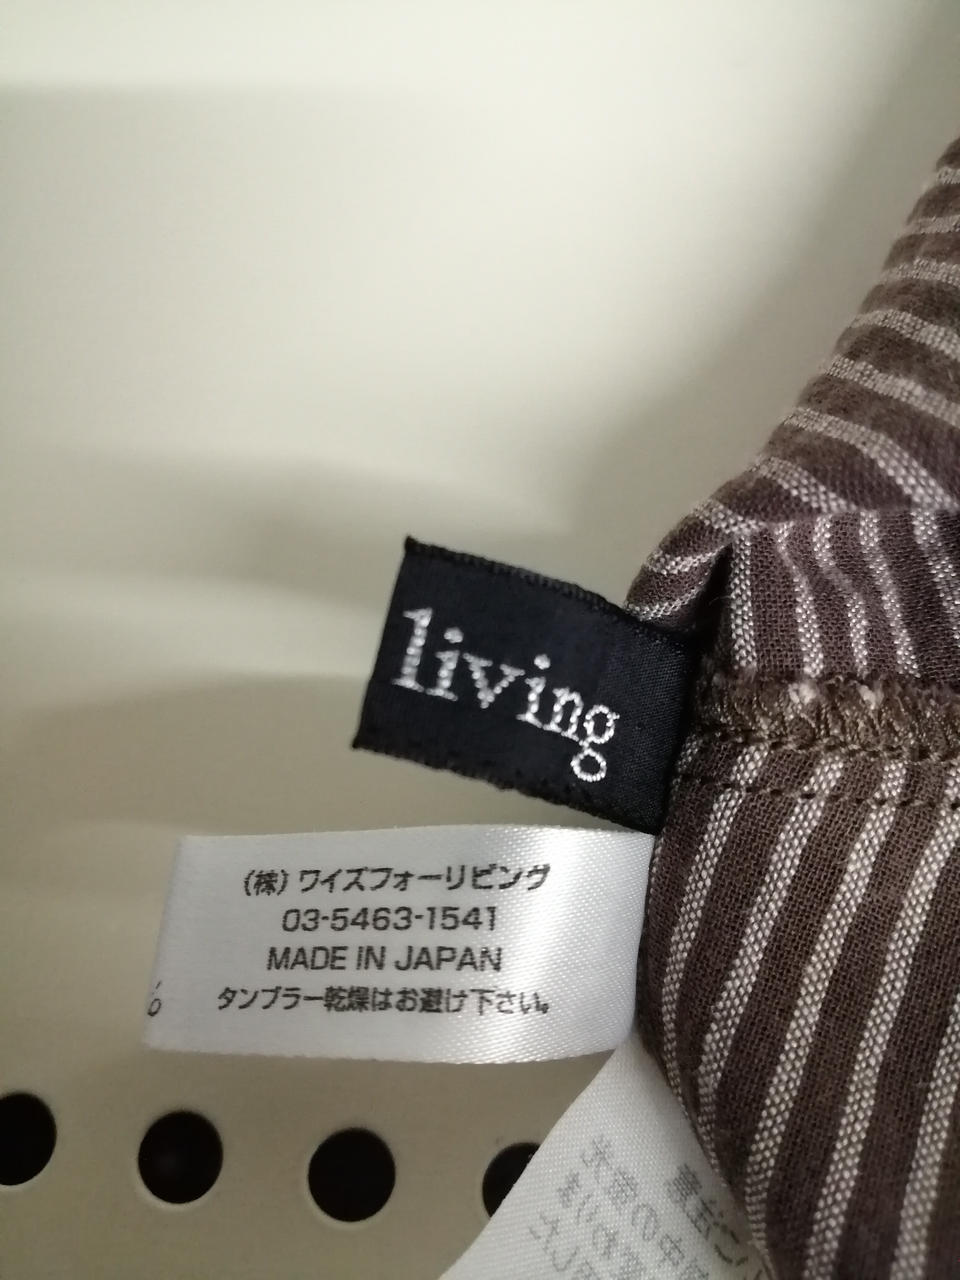 living
(株) ワイズフォーリビング
03-5463-1541
MADE IN JAPAN
タンブラー乾燥はお避け下さい。